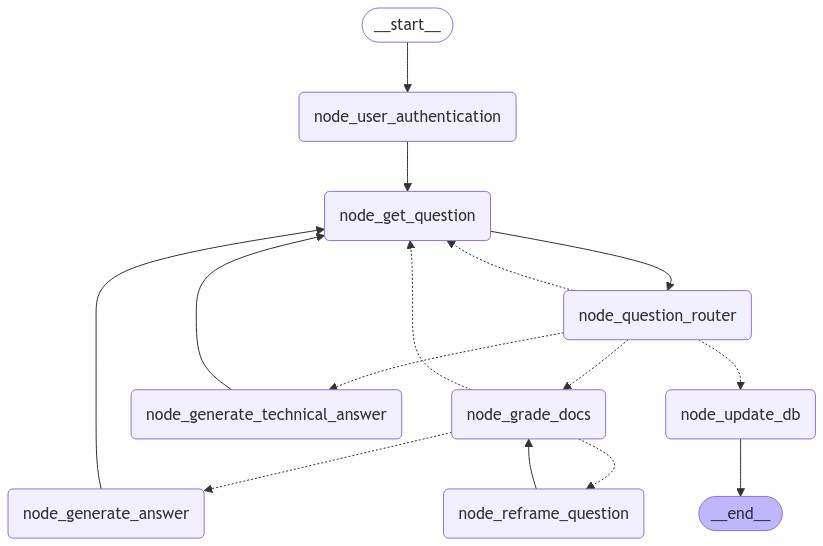 __start__
node_user_authentication
node_get_question
node_question_router
node_generate_technical_answer
node_grade_docs
node_update_db
node_generate_answer
node_reframe_question
__end__